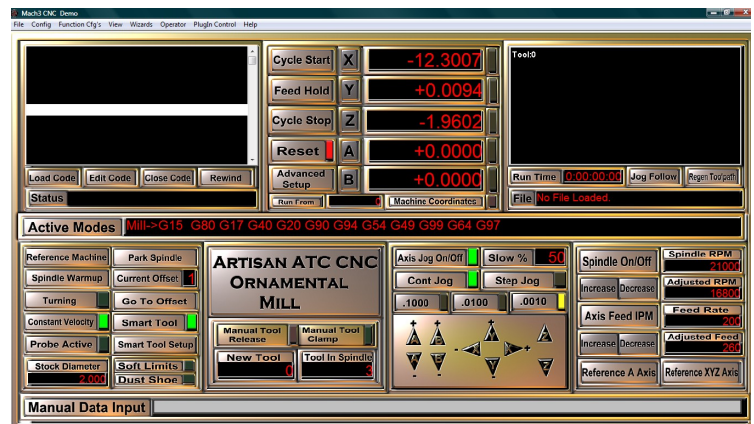 Mach3 CNC Demo
File Config Function Cfg's View Wizards Operator PlugIn Control Help
Cycle Start X -12.3007
Feed Hold Y +0.0094
Cycle Stop Z -1.9602
Reset A +0.0000
Advanced Setup B +0.0000
Run From 0 Machine Coordinates
Tool:0
Load Code Edit Code Close Code Rewind
Run Time 0:00:00:00 Jog Follow Regen Toolpath
Status
File No File Loaded.
Active Modes Mill->G15 G80 G17 G40 G20 G90 G94 G54 G49 G99 G64 G97
Reference Machine Park Spindle
Spindle Warmup Current Offset 1
Turning Go To Offset
Constant Velocity Smart Tool
Probe Active Smart Tool Setup
Stock Diameter 2.000 Soft Limits
Dust Shoe
ARTISAN ATC CNC
ORNAMENTAL
MILL
Manual Tool Release Manual Tool Clamp
New Tool Tool In Spindle
0 3
Axis Jog On/Off Slow % 50
Cont Jog Step Jog
.1000 .0100 .0010
+ + +
A B Y Z
- X +
A B Y Z
- -
Spindle On/Off Spindle RPM 21000
Increase Decrease Adjusted RPM 16800
Axis Feed IPM Feed Rate 200
Increase Decrease Adjusted Feed 260
Reference A Axis Reference XYZ Axis
Manual Data Input